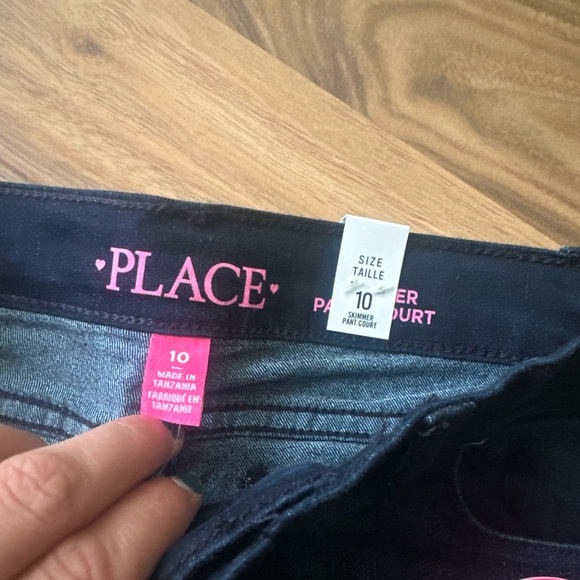 PLACE
SIZE
TAILLE
10
SKIMMER
PANT.COURT
10
MADE IN
TANZANIA
FABRIQUÉ EN
TANZANIE